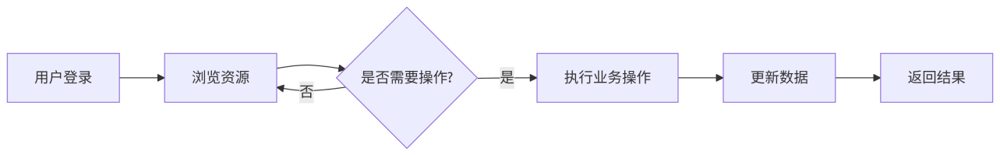 用户登录
浏览资源
否
是否需要操作?
是
执行业务操作
更新数据
返回结果